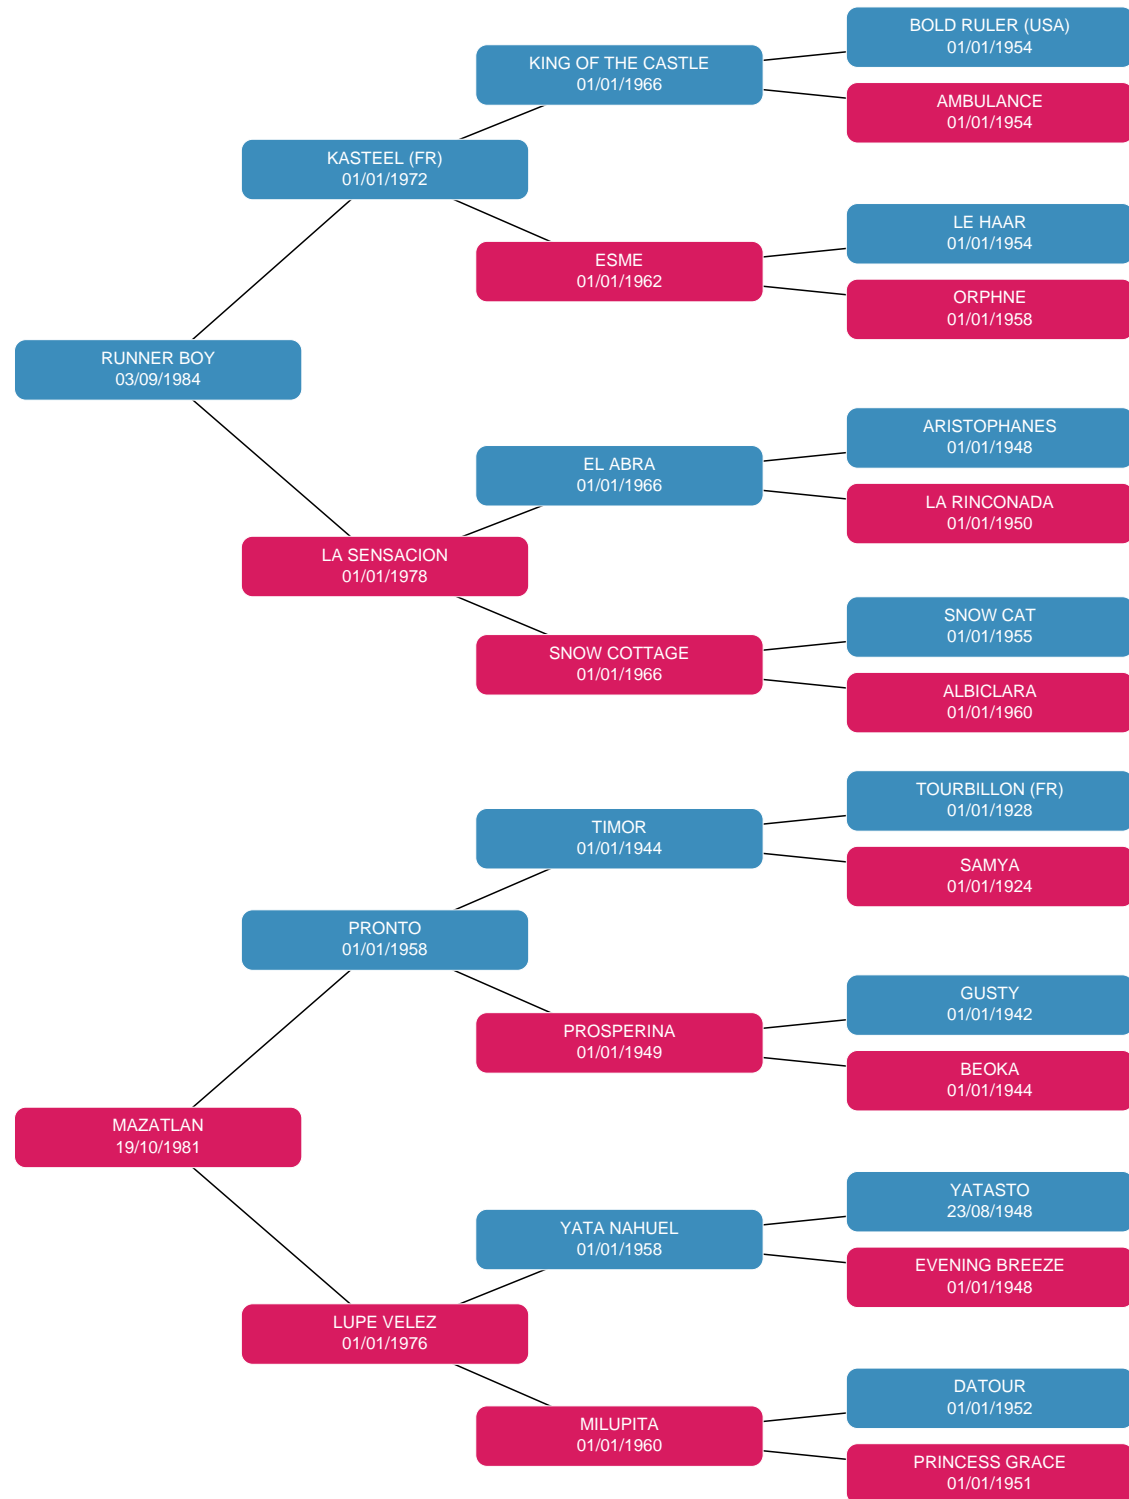 BOLD RULER (USA)
01/01/1954
KING OF THE CASTLE
01/01/1966
AMBULANCE
01/01/1954
KASTEEL (FR)
01/01/1972
LE HAAR
01/01/1954
ESME
01/01/1962
ORPHNE
01/01/1958
RUNNER BOY
03/09/1984
ARISTOPHANES
01/01/1948
EL ABRA
01/01/1966
LA RINCONADA
01/01/1950
LA SENSACION
01/01/1978
SNOW CAT
01/01/1955
SNOW COTTAGE
01/01/1966
ALBICLARA
01/01/1960
TOURBILLON (FR)
01/01/1928
TIMOR
01/01/1944
SAMYA
01/01/1924
PRONTO
01/01/1958
GUSTY
01/01/1942
PROSPERINA
01/01/1949
BEOKA
01/01/1944
MAZATLAN
19/10/1981
YATASTO
23/08/1948
YATA NAHUEL
01/01/1958
EVENING BREEZE
01/01/1948
LUPE VELEZ
01/01/1976
DATOUR
01/01/1952
MILUPITA
01/01/1960
PRINCESS GRACE
01/01/1951